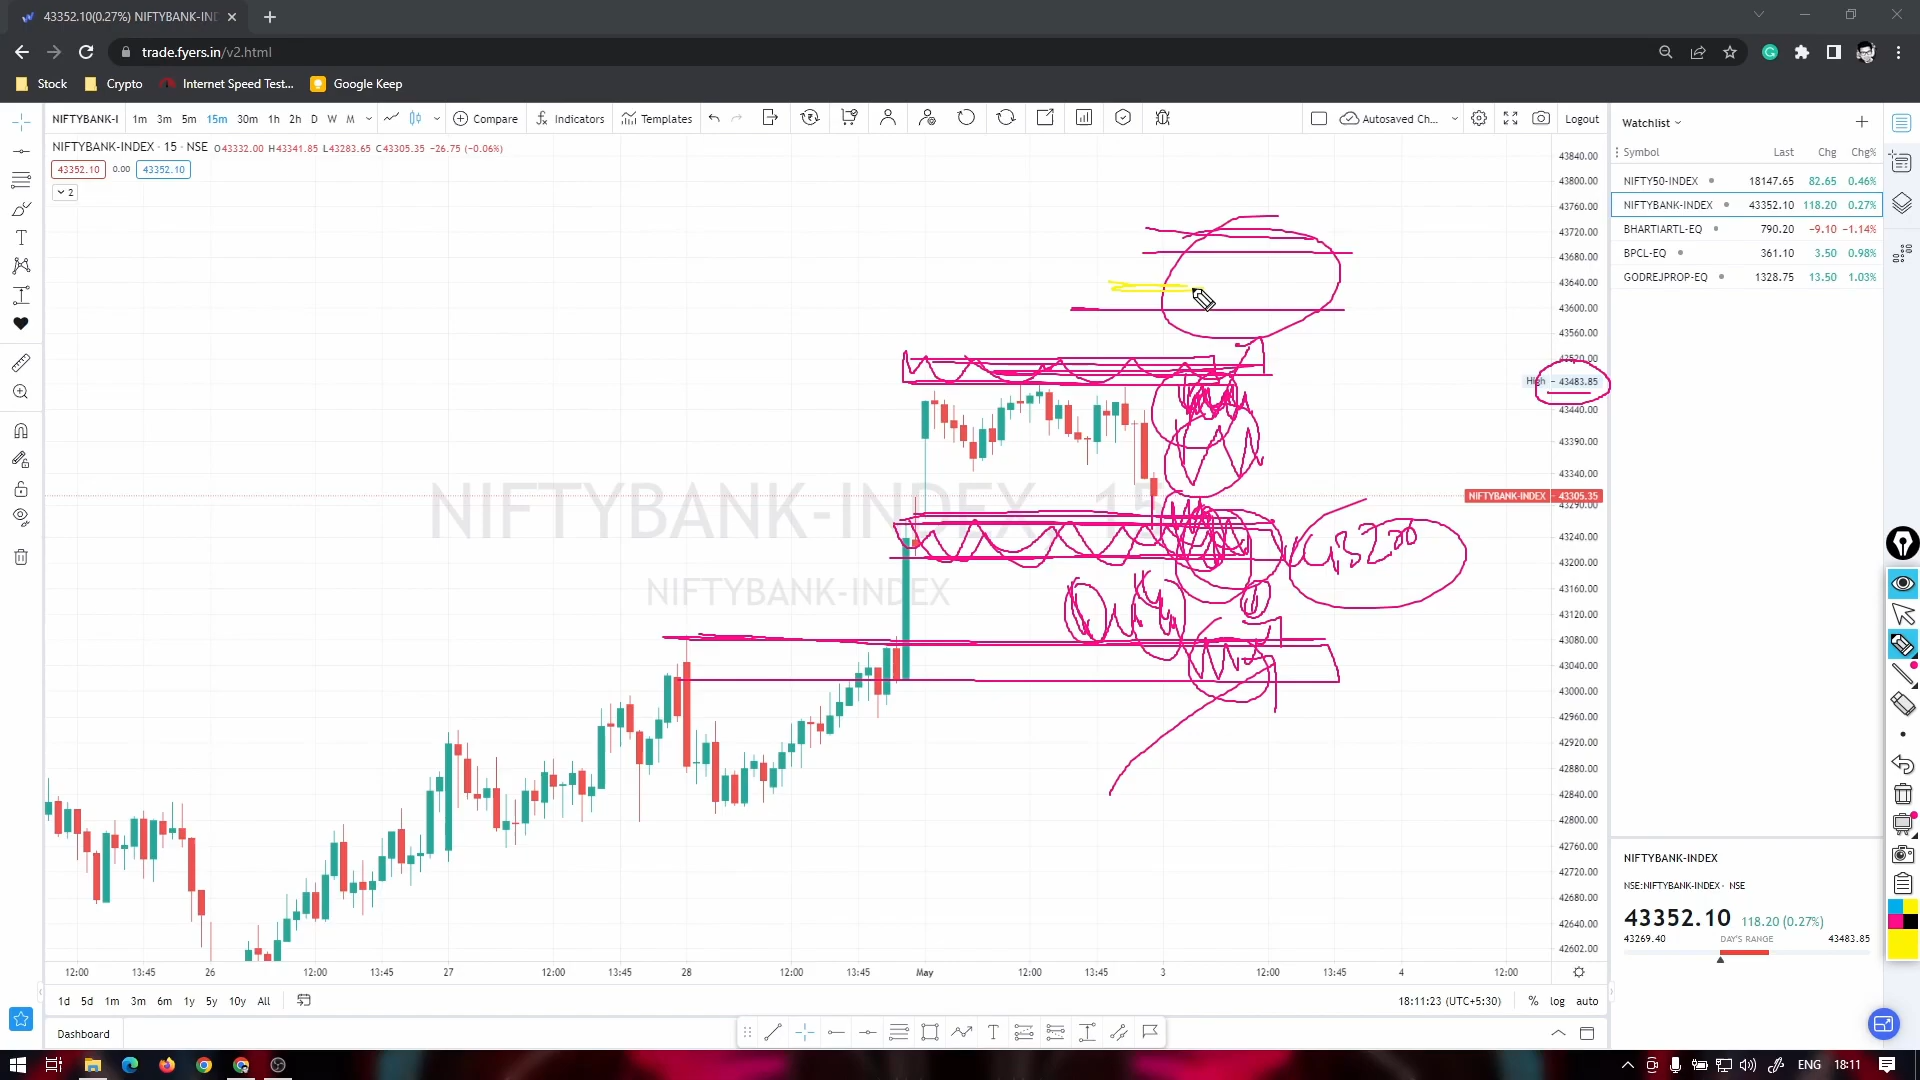 43352.10(0.27%) NIFTYBANK-IND
trade.fyers.in/v2.html
Stock Crypto Internet Speed Test... Google Keep
NIFTYBANK-I 1m 3m 5m 15m 30m 1h 2h D W M Compare Indicators Templates Autosaved Ch... Logout
NIFTYBANK-INDEX · 15 · NSE O43332.00 H43341.85 L43283.65 C43305.35 -26.75 (-0.06%)
43352.10 0.00 43352.10
2
NIFTYBANK-INDEX, 15
NIFTYBANK-INDEX
43840.00
43800.00
43760.00
43720.00
43680.00
43640.00
43600.00
43560.00
43520.00
High - 43483.85
43440.00
43390.00
43340.00
NIFTYBANK-INDEX - 43305.35
43290.00
43240.00
43200.00
43160.00
43120.00
43080.00
43040.00
43000.00
42960.00
42920.00
42880.00
42840.00
42800.00
42760.00
42720.00
42680.00
42640.00
42602.00
43200
12:00 13:45 26 12:00 13:45 27 12:00 13:45 28 12:00 13:45 May 12:00 13:45 3 12:00 13:45 4 12:00
1d 5d 1m 3m 6m 1y 5y 10y All 18:11:23 (UTC+5:30) % log auto
Dashboard
Watchlist
Symbol Last Chg Chg%
NIFTY50-INDEX 18147.65 82.65 0.46%
NIFTYBANK-INDEX 43352.10 118.20 0.27%
BHARTIARTL-EQ 790.20 -9.10 -1.14%
BPCL-EQ 361.10 3.50 0.98%
GODREJPROP-EQ 1328.75 13.50 1.03%
NIFTYBANK-INDEX
NSE:NIFTYBANK-INDEX · NSE
43352.10 118.20 (0.27%)
43269.40 DAY'S RANGE 43483.85
ENG 18:11